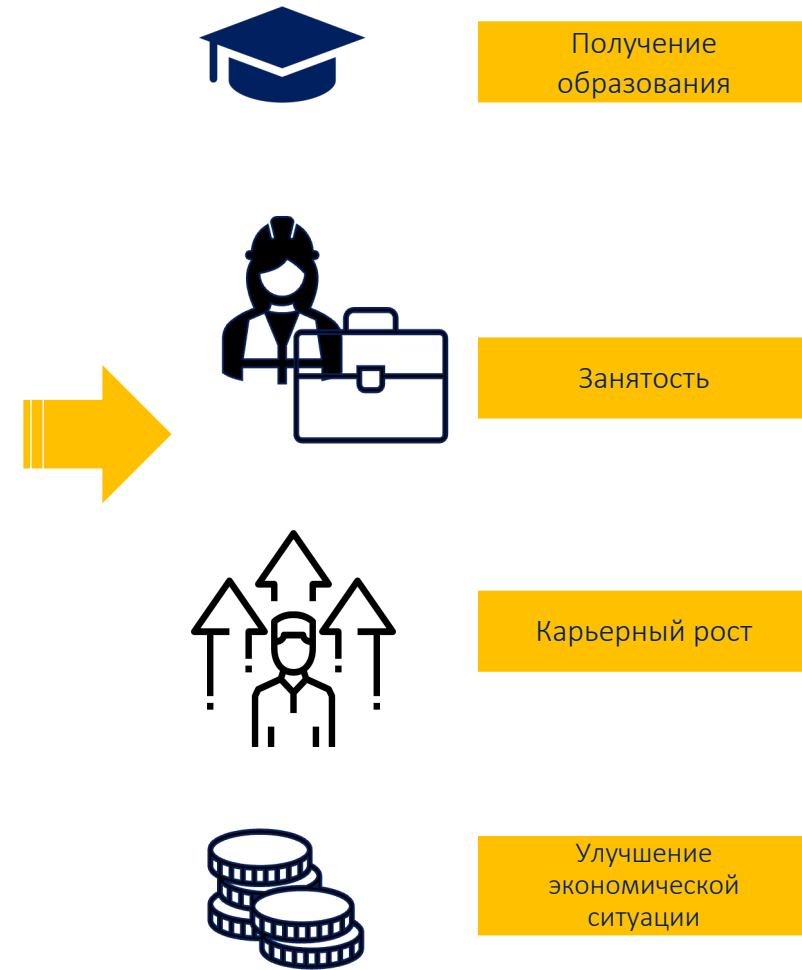 Получение
образования
Занятость
Карьерный рост
Улучшение
экономической
ситуации